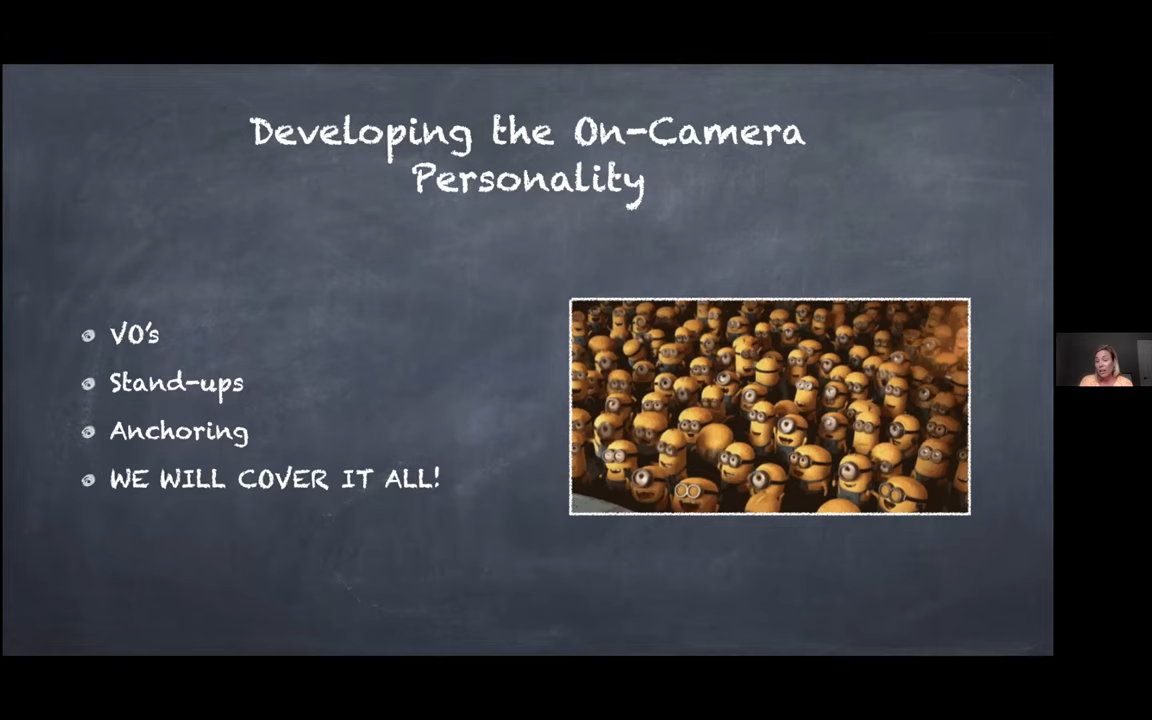 Developing the On-Camera
Personality
VO's
Stand-ups
Anchoring
WE WILL COVER IT ALL!